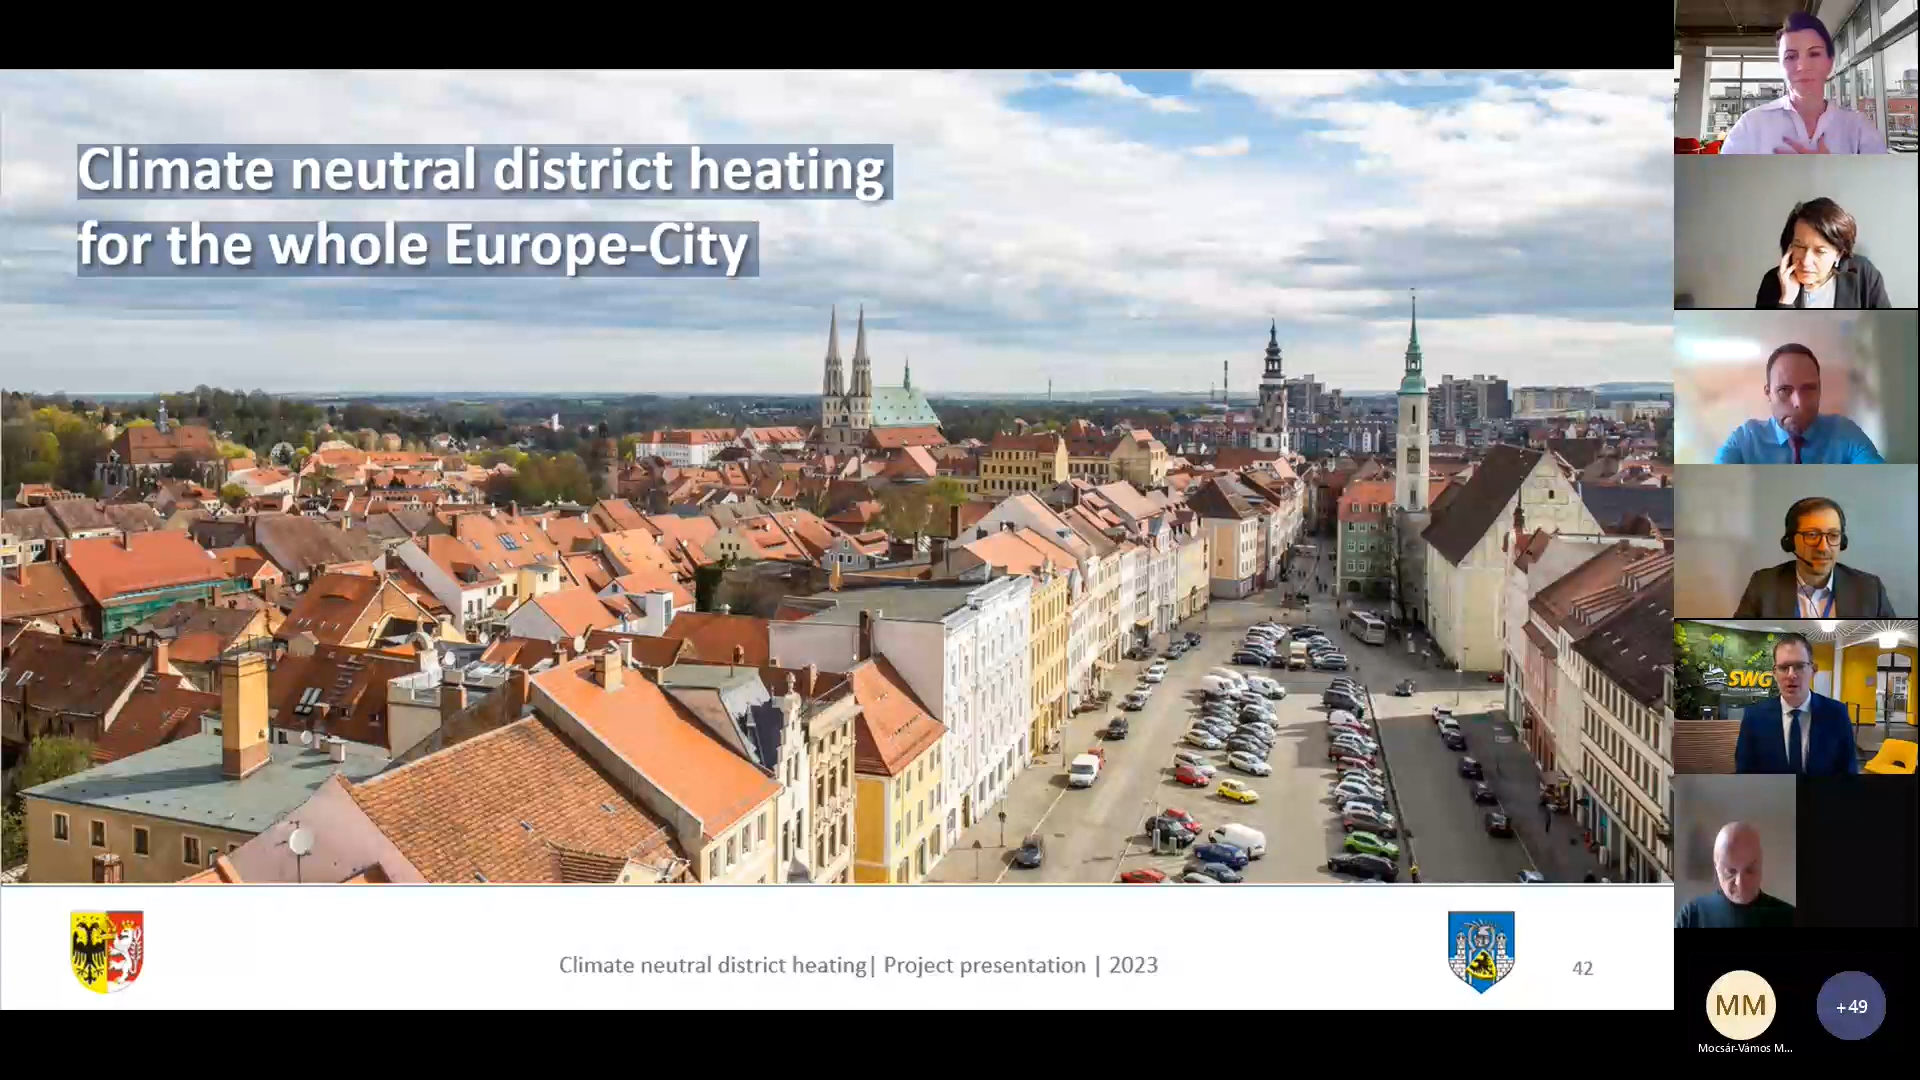 Climate neutral district heating
for the whole Europe-City
Climate neutral district heating| Project presentation | 2023
42
SWG
MM
+49
Mocsár-Vámos M...